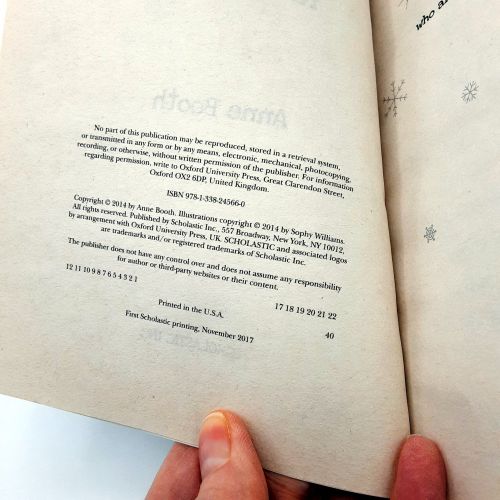 who a
Anne Booth
No part of this publication may be reproduced, stored in a retrieval system,
or transmitted in any form or by any means, electronic, mechanical, photocopying,
recording, or otherwise, without written permission of the publisher. For information
regarding permission, write to Oxford University Press, Great Clarendon Street,
Oxford OX2 6DP, United Kingdom.
ISBN 978-1-338-24566-0
Copyright © 2014 by Anne Booth. Illustrations copyright © 2014 by Sophy Williams.
All rights reserved. Published by Scholastic Inc., 557 Broadway, New York, NY 10012,
by arrangement with Oxford University Press, UK. SCHOLASTIC and associated logos
are trademarks and/or registered trademarks of Scholastic Inc.
The publisher does not have any control over and does not assume any responsibility
for author or third-party websites or their content.
12 11 10 9 8 7 6 5 4 3 2 1 17 18 19 20 21 22
Printed in the U.S.A. 40
First Scholastic printing, November 2017